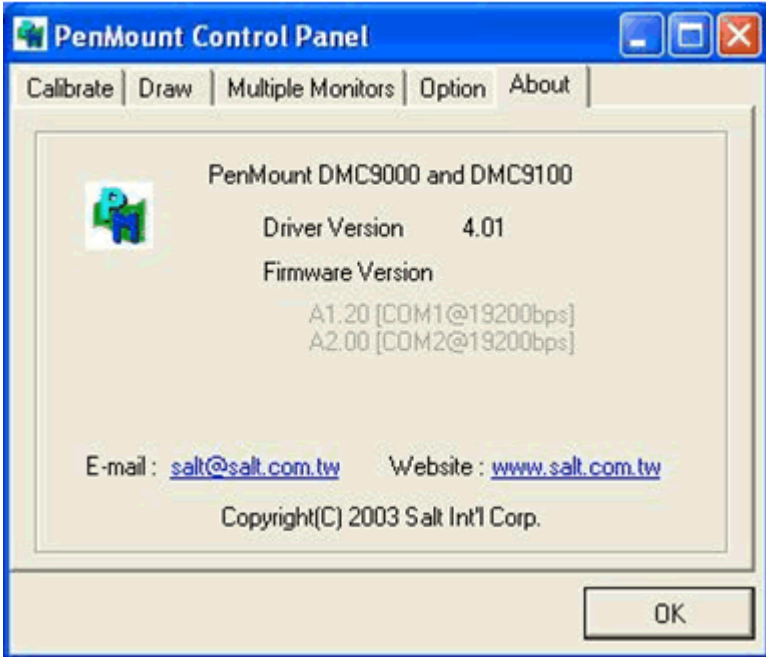 PenMount Control Panel
Calibrate Draw Multiple Monitors Option About
PenMount DMC9000 and DMC9100
PM
Driver Version 4.01
Firmware Version
A1.20 [COM1@19200bps]
A2.00 [COM2@19200bps]
E-mail : salt@salt.com.tw Website : www.salt.com.tw
Copyright(C) 2003 Salt Int'l Corp.
OK